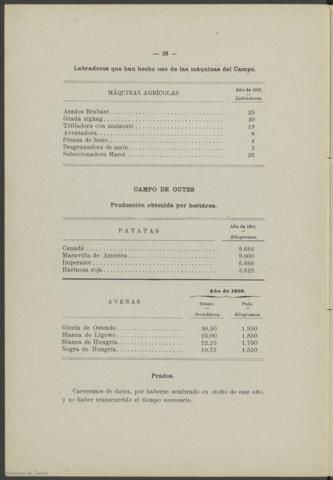 — 28 —
Labradores que han hecho uso de las máquinas del Campo.
MÁQUINAS AGRÍCOLAS
Labradores.
Arados Brabant 25
Grada zigzag 30
Trilladora con malacate 19
Aventadora 8
Prensa de heno 4
Desgranadora de maíz 2
Seleccionadora Marot 26
CAMPO DE OUTES
Producción obtenida por hectárea.
PATATAS
Kilogramos.
Canadá 9.666
Maravilla de América 9.000
Imperator 6.666
Harinosa roja 5.622
AVENAS
Año de 1910.
Grano. Paja.
Hectolitros. Kilogramos.
Gloria de Ostende 30,50 1.950
Blanca de Ligowo 25,00 1.850
Blanca de Hungría 22,25 1.700
Negra de Hungría 10,75 1.550
Prados.
Carecemos de datos, por haberse sembrado en otoño de este año,
y no haber transcurrido el tiempo necesario.
Biblioteca de Galicia